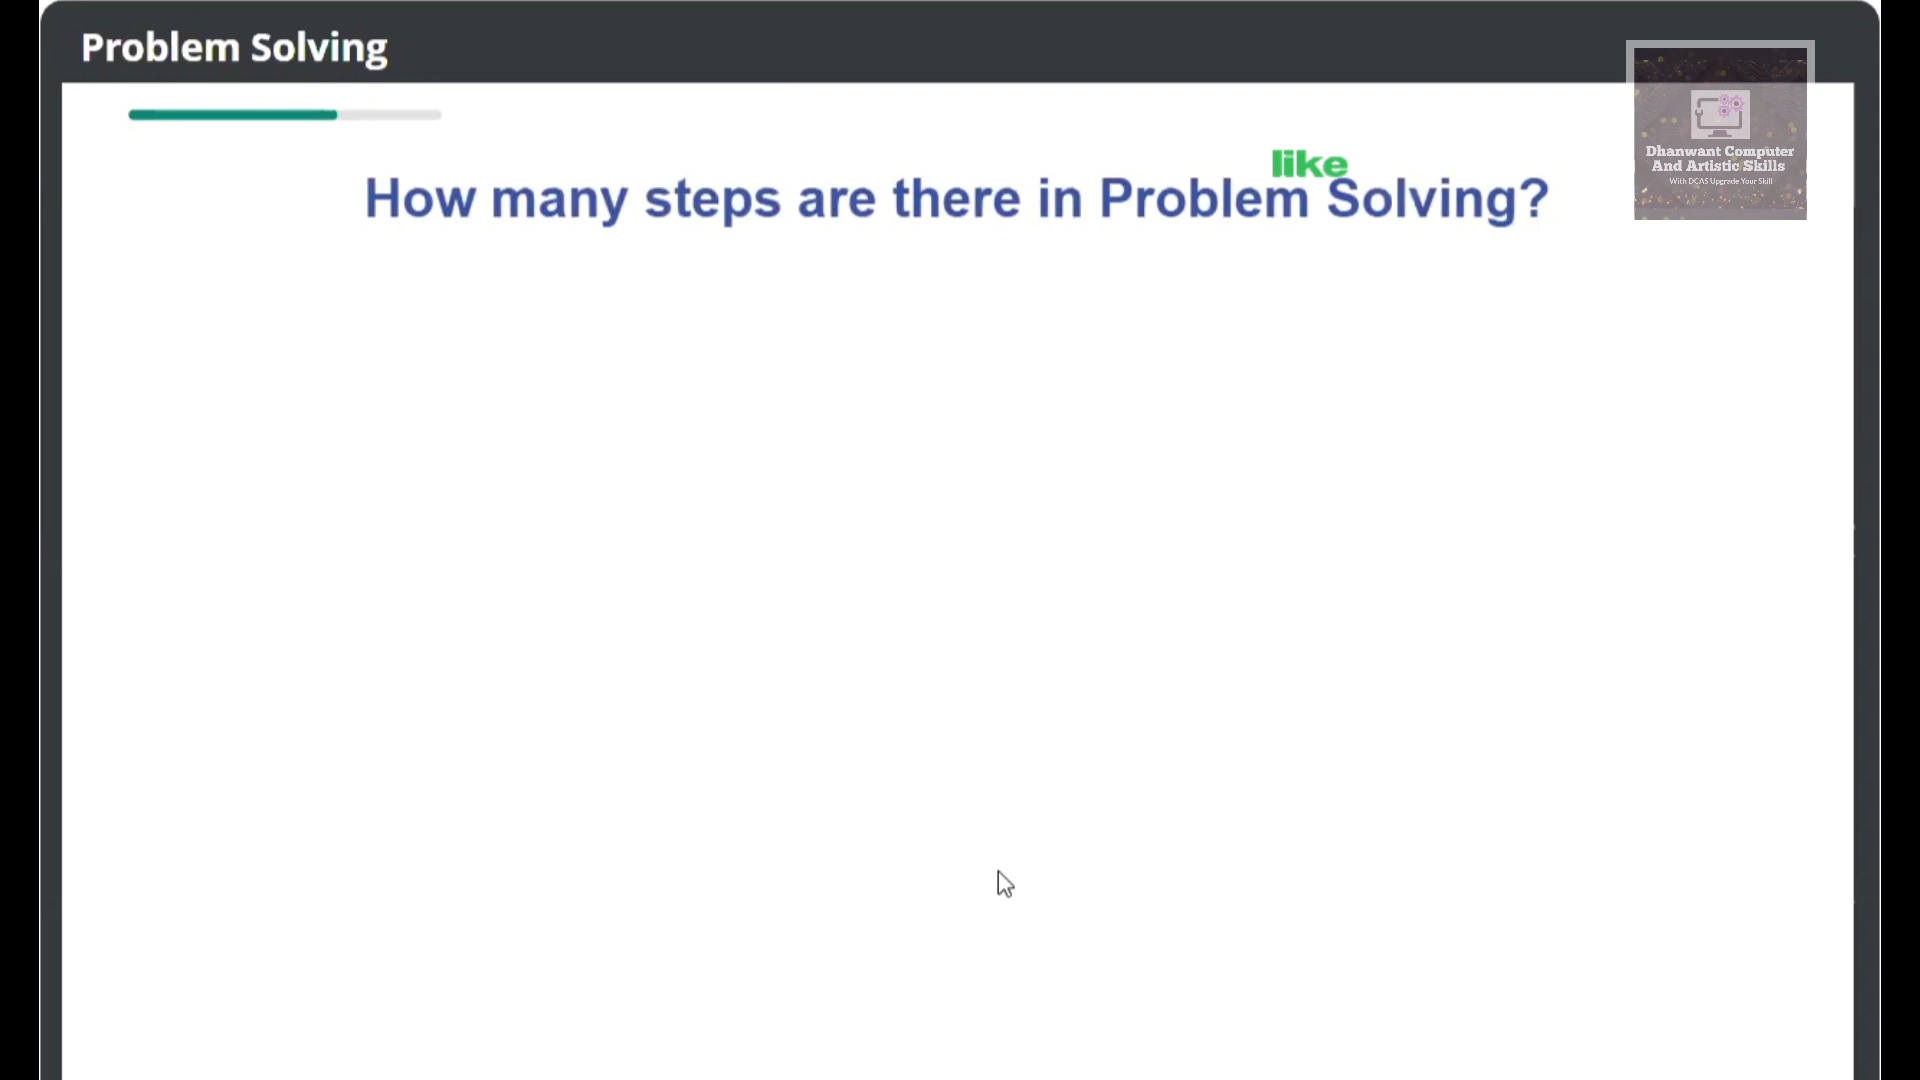 Problem Solving
like
How many steps are there in Problem Solving?
Dhanwant Computer
And Artistic Skills
With DCAS Upgrade Your Skill